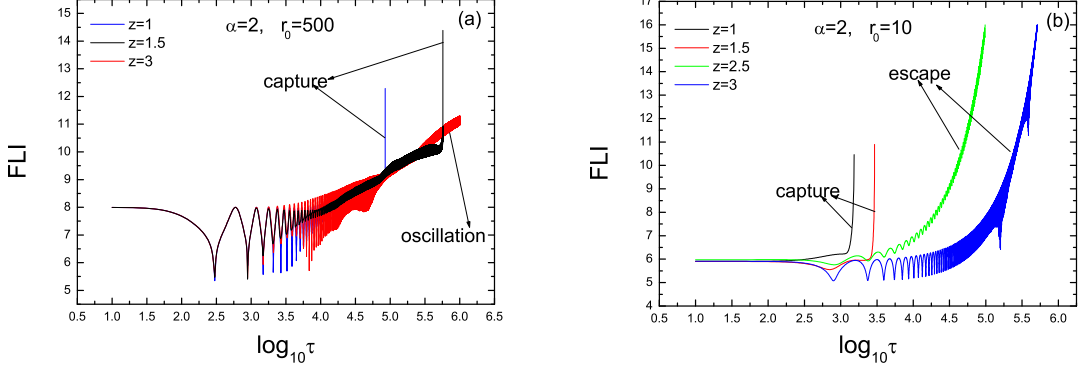 (a)
α=2, r₀=500
z=1
z=1.5
z=3
capture
oscillation
FLI
15
14
13
12
11
10
9
8
7
6
5
0.5 1.0 1.5 2.0 2.5 3.0 3.5 4.0 4.5 5.0 5.5 6.0 6.5
log₁₀τ
(b)
α=2, r₀=10
z=1
z=1.5
z=2.5
z=3
escape
capture
FLI
17
16
15
14
13
12
11
10
9
8
7
6
5
4
0.5 1.0 1.5 2.0 2.5 3.0 3.5 4.0 4.5 5.0 5.5 6.0
log₁₀τ